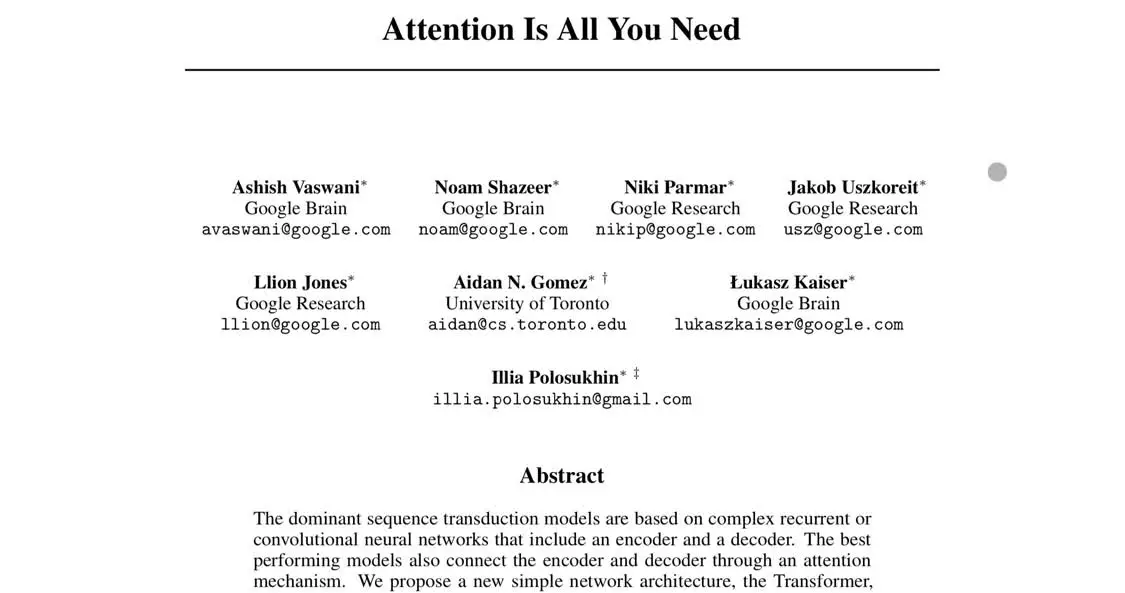 Attention Is All You Need
Ashish Vaswani* Noam Shazeer* Niki Parmar* Jakob Uszkoreit*
Google Brain Google Brain Google Research Google Research
avaswani@google.com noam@google.com nikip@google.com usz@google.com
Llion Jones* Aidan N. Gomez* † Łukasz Kaiser*
Google Research University of Toronto Google Brain
llion@google.com aidan@cs.toronto.edu lukaszkaiser@google.com
Illia Polosukhin* ‡
illia.polosukhin@gmail.com
Abstract
The dominant sequence transduction models are based on complex recurrent or
convolutional neural networks that include an encoder and a decoder. The best
performing models also connect the encoder and decoder through an attention
mechanism. We propose a new simple network architecture, the Transformer,